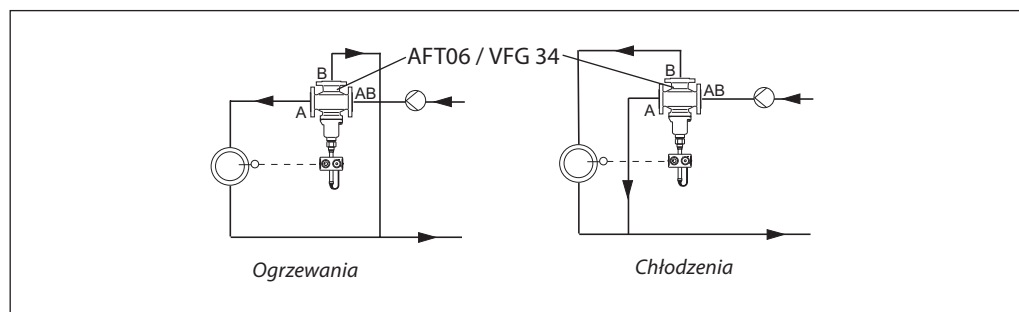 AFT06 / VFG 34
B
A
AB
B
A
AB
Ogrzewania
Chłodzenia